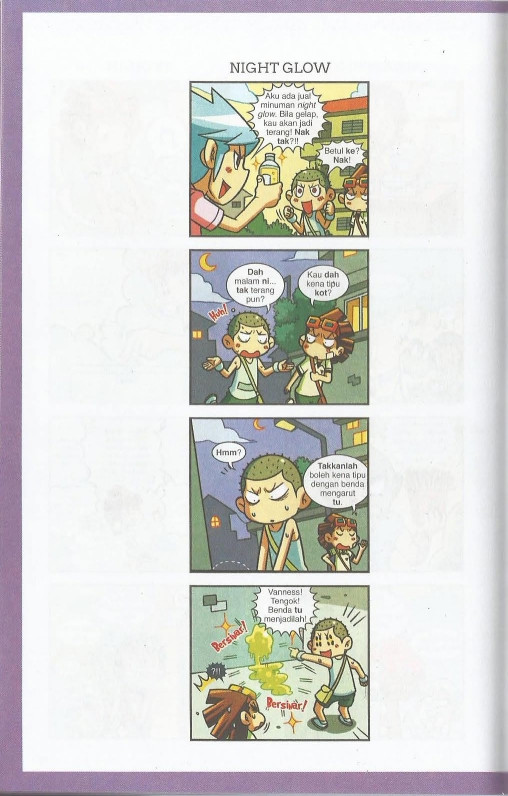 NIGHT GLOW
Aku ada jual
minuman night
glow. Bila gelap,
kau akan jadi
terang! Nak
tak?!!
Betul ke?
Nak!
Dah
malam ni...
tak terang
pun?
Kau dah
kena tipu
kot?
Huh!
Hmm?
Takkanlah
boleh kena tipu
dengan benda
mengarut
tu.
Vanness!
Tengok!
Benda tu
menjadilah!
Bersinar!
?!!
Bersinar!